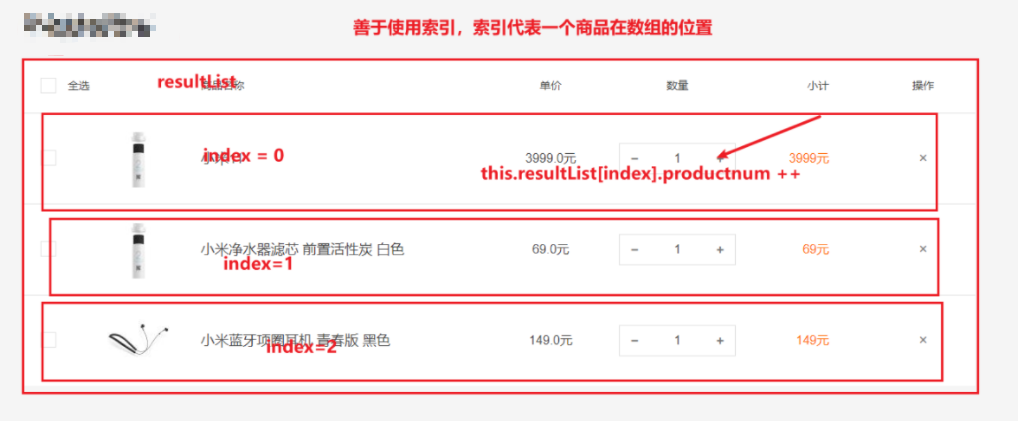 善于使用索引，索引代表一个商品在数组的位置
全选
resultList
单价
数量
小计
操作
index = 0
3999.0元
−
1
+
3999元
×
this.resultList[index].productnum ++
小米净水器滤芯 前置活性炭 白色
69.0元
−
1
+
69元
×
index=1
小米蓝牙项圈耳机 青春版 黑色
149.0元
−
1
+
149元
×
index=2